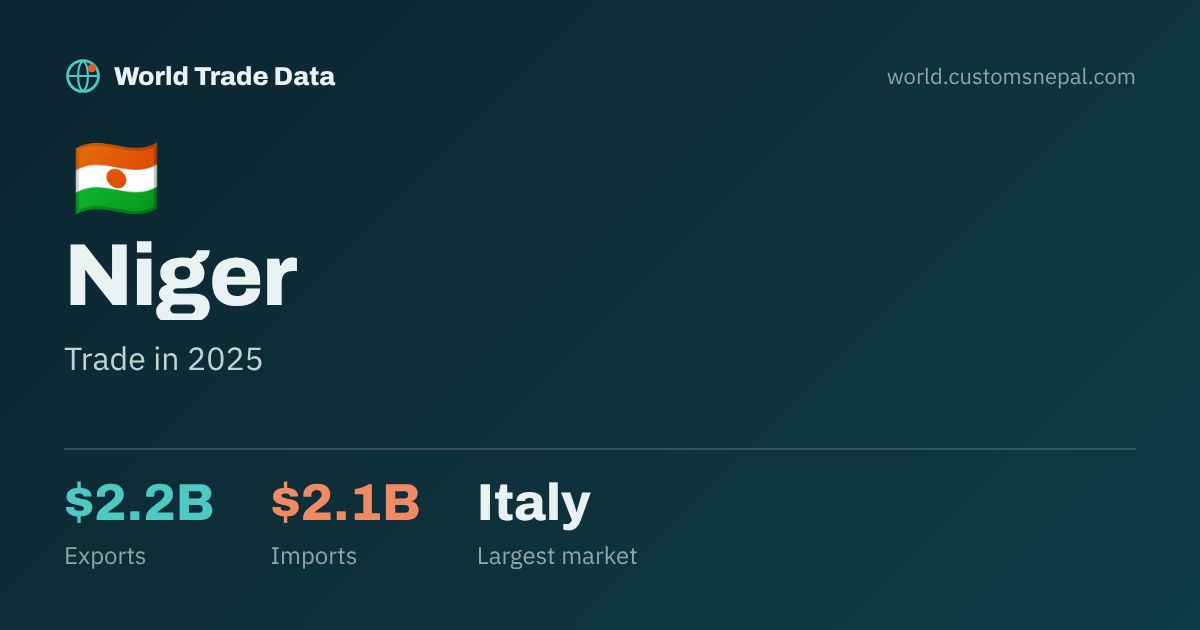 World Trade Data
world.customsnepal.com
Niger
Trade in 2025
$2.2B
Exports
$2.1B
Imports
Italy
Largest market